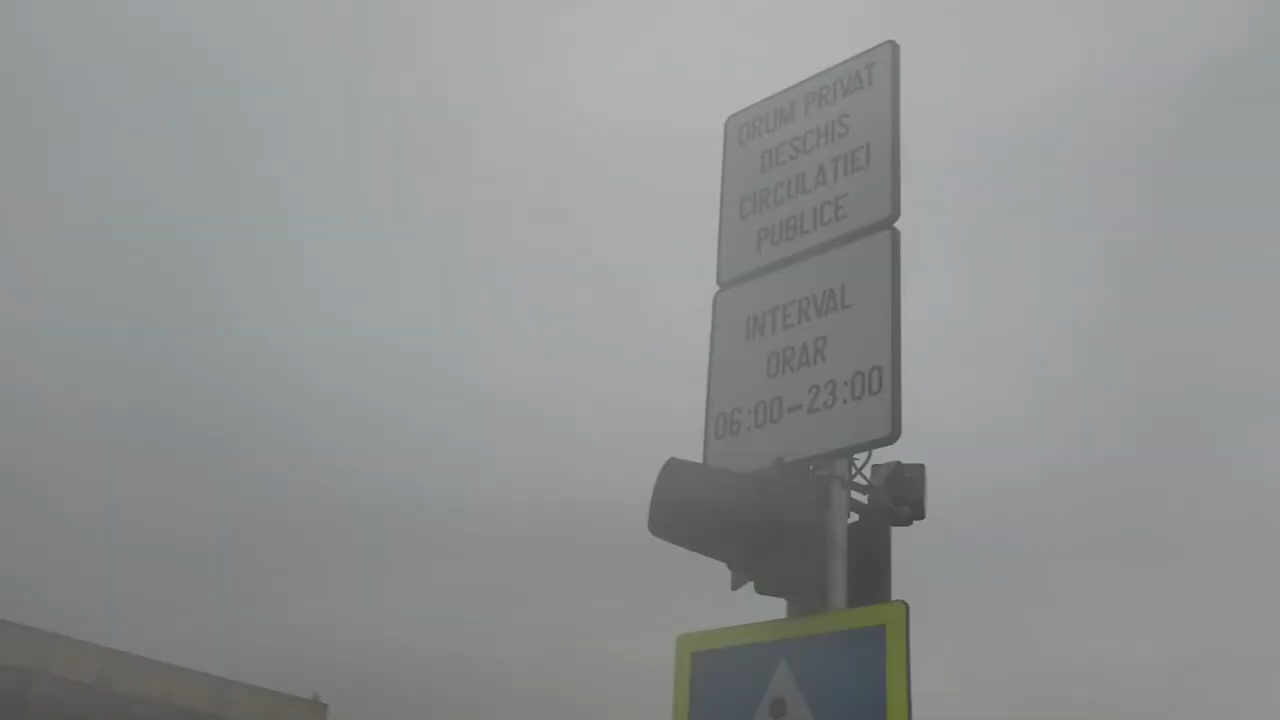 DRUM PRIVAT
DESCHIS
CIRCULATIEI
PUBLICE
INTERVAL
ORAR
06:00-23:00